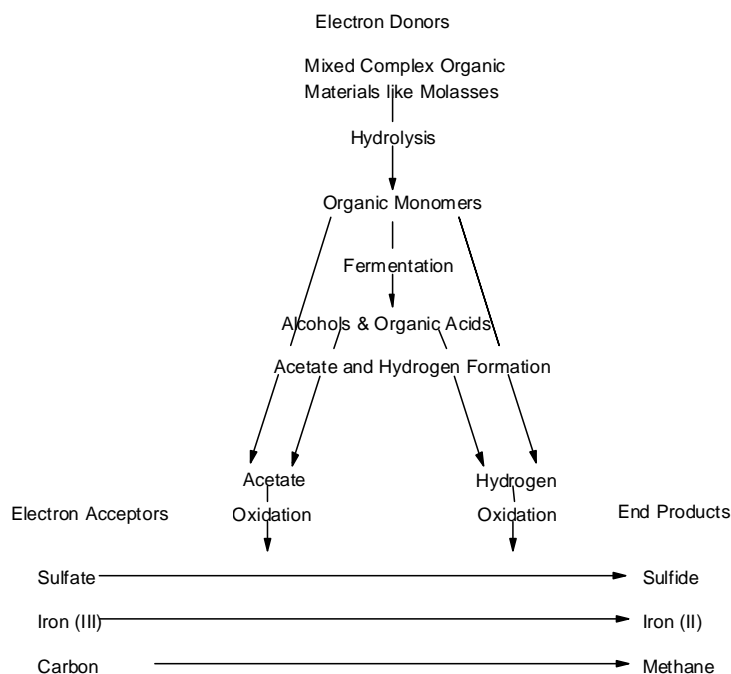 Electron Donors
Mixed Complex Organic
Materials like Molasses
Hydrolysis
Organic Monomers
Fermentation
Alcohols & Organic Acids
Acetate and Hydrogen Formation
Acetate
Hydrogen
Electron Acceptors
Oxidation
Oxidation
End Products
Sulfate
Sulfide
Iron (III)
Iron (II)
Carbon
Methane